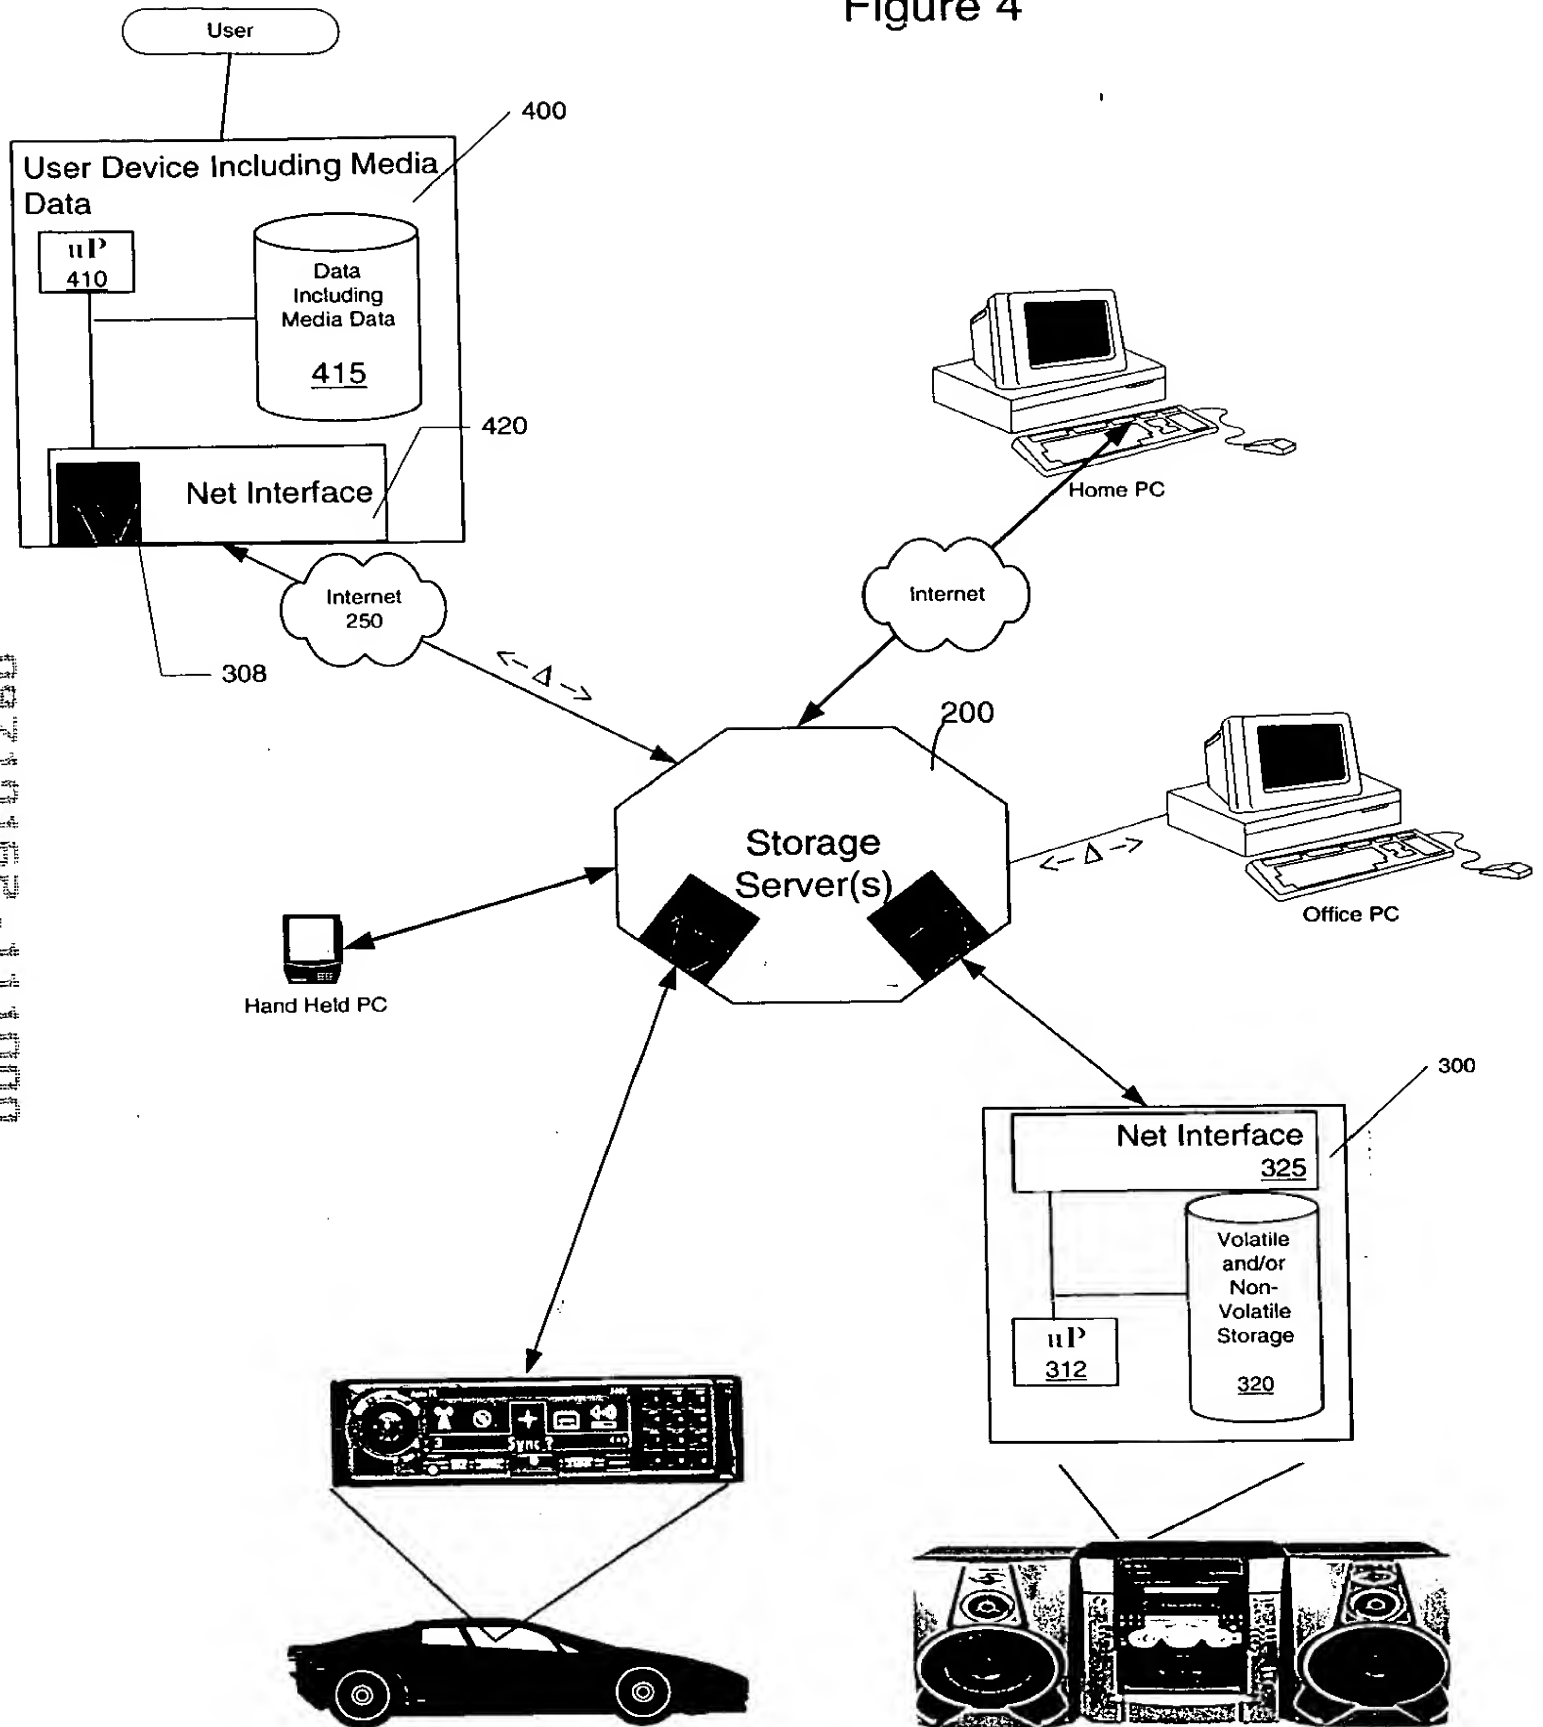 Figure 4
User
400
User Device Including Media
Data
uP
410
Data
Including
Media Data
415
420
Net Interface
308
Internet
250
<-Δ->
Home PC
Internet
200
Storage
Server(s)
<-Δ->
Office PC
Hand Held PC
300
Net Interface
325
Volatile
and/or
Non-
Volatile
Storage
320
uP
312
3
Sync ?